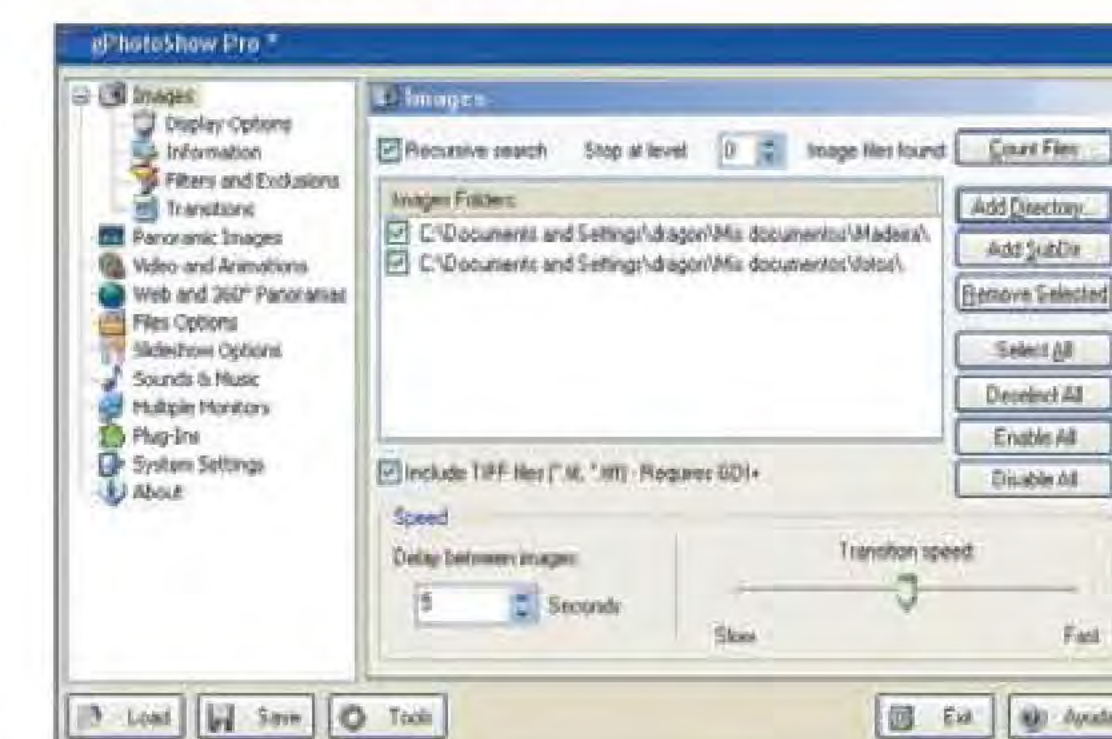 gPhotoShow Pro *
Images
Display Options
Information
Filters and Exclusions
Transitions
Panoramic Images
Video and Animations
Web and 360° Panoramas
Files Options
Slideshow Options
Sounds & Music
Multiple Monitors
Plug-Ins
System Settings
About
Images
Recursive search Stop at level 0 Image files found Count Files
Images Folders
C:\Documents and Settings\dragon\Mis documentos\Madeira\
C:\Documents and Settings\dragon\Mis documentos\fotos\
Add Directory...
Add SubDir
Remove Selected
Select All
Deselect All
Enable All
Disable All
Include TIFF files (*.tif, *.tiff) - Requires GDI+
Speed
Delay between images
5 Seconds
Transition speed
Slow Fast
Load Save Tools Exit Ayuda